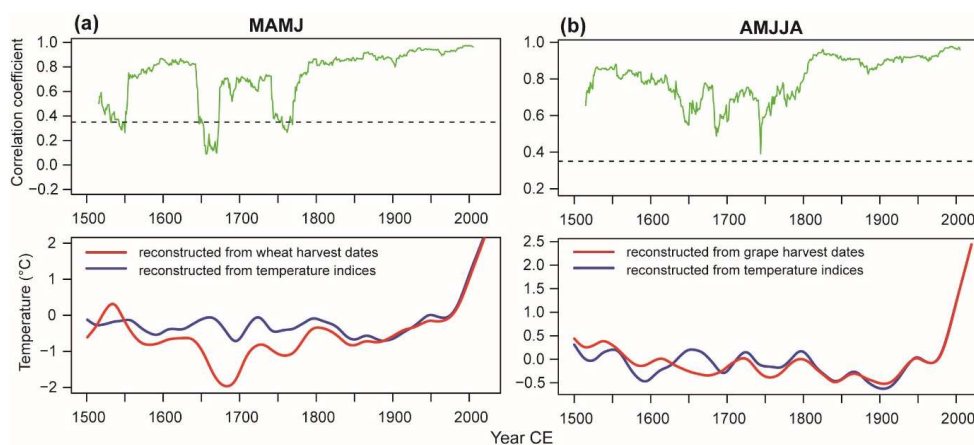 (a) MAMJ
(b) AMJJA
Correlation coefficient
1.0
0.8
0.6
0.4
0.2
0.0
−0.2
1500 1600 1700 1800 1900 2000
1.0
0.8
0.6
0.4
0.2
1500 1600 1700 1800 1900 2000
Temperature (°C)
2
reconstructed from wheat harvest dates
reconstructed from temperature indices
0
−1
−2
1500 1600 1700 1800 1900 2000
2.5
2.0
1.5
1.0
0.5
0.0
−0.5
reconstructed from grape harvest dates
reconstructed from temperature indices
1500 1600 1700 1800 1900 2000
Year CE